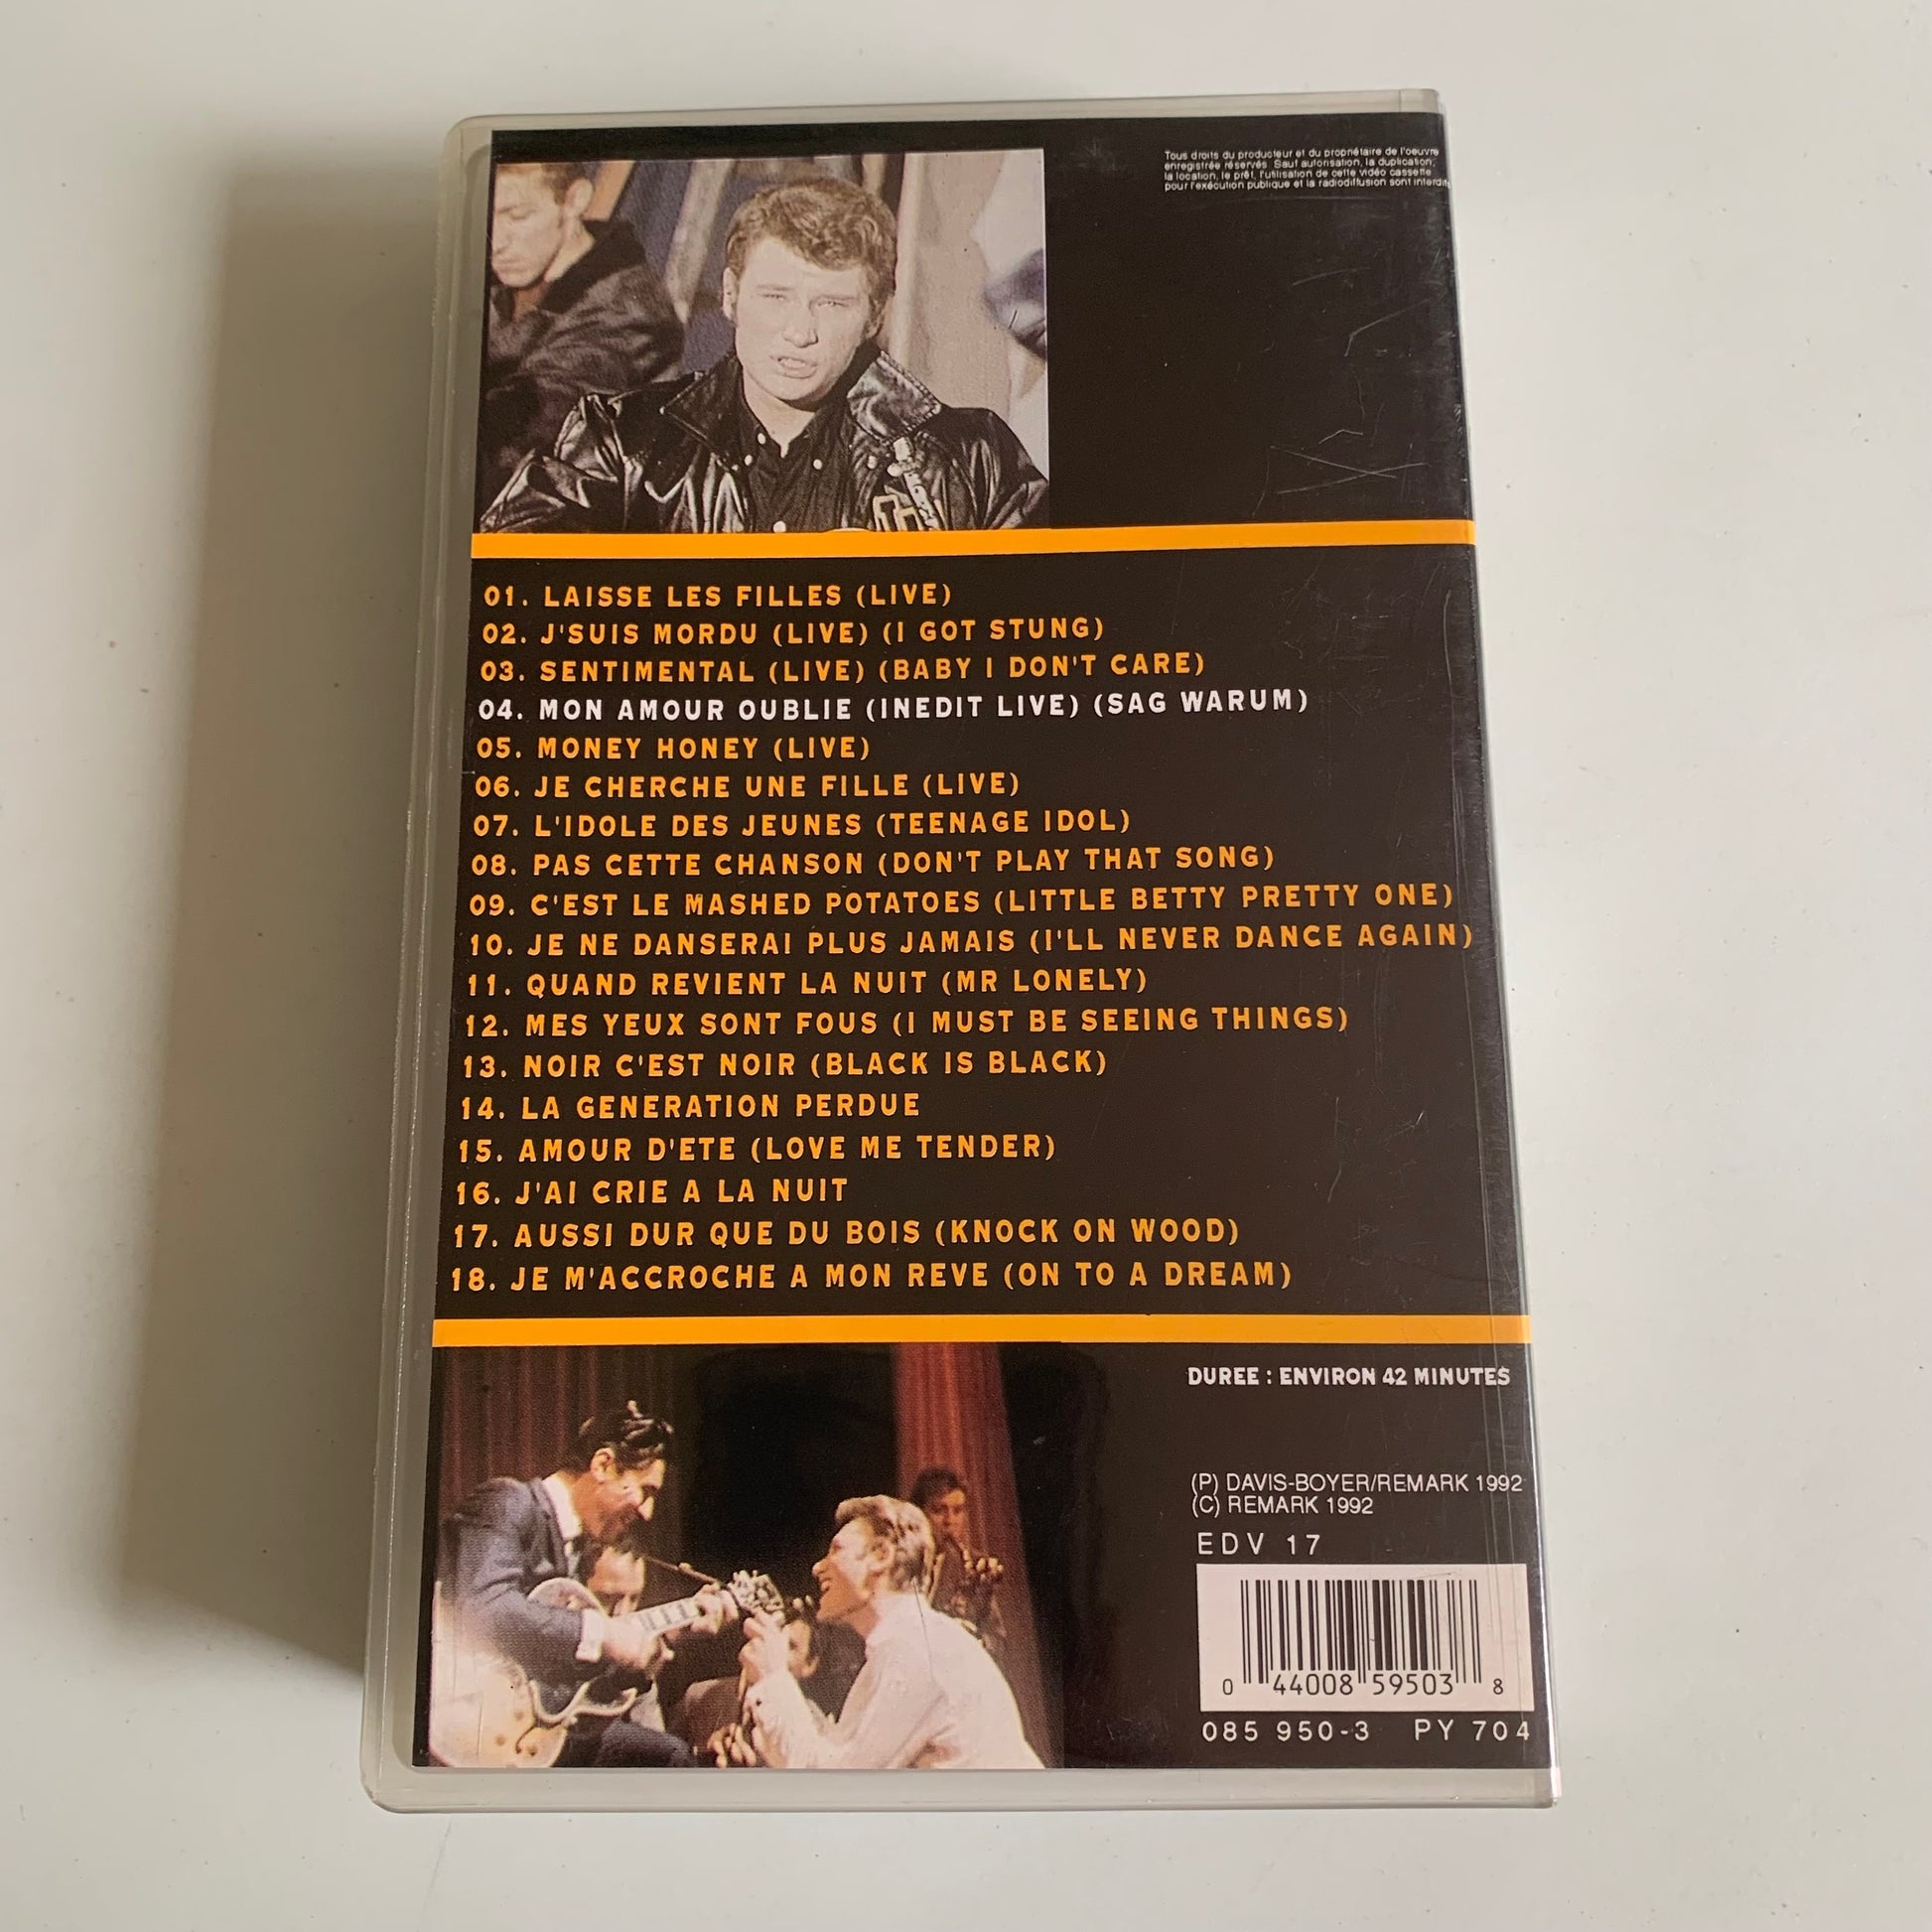 Tous droits du producteur et du propriétaire de l'oeuvre
enregistrée réservés. Sauf autorisation, la duplication,
la location, le prêt, l'utilisation de cette vidéo cassette
pour l'exécution publique et la radiodiffusion sont interdits
01. LAISSE LES FILLES (LIVE)
02. J'SUIS MORDU (LIVE) (I GOT STUNG)
03. SENTIMENTAL (LIVE) (BABY I DON'T CARE)
04. MON AMOUR OUBLIE (INEDIT LIVE) (SAG WARUM)
05. MONEY HONEY (LIVE)
06. JE CHERCHE UNE FILLE (LIVE)
07. L'IDOLE DES JEUNES (TEENAGE IDOL)
08. PAS CETTE CHANSON (DON'T PLAY THAT SONG)
09. C'EST LE MASHED POTATOES (LITTLE BETTY PRETTY ONE)
10. JE NE DANSERAI PLUS JAMAIS (I'LL NEVER DANCE AGAIN)
11. QUAND REVIENT LA NUIT (MR LONELY)
12. MES YEUX SONT FOUS (I MUST BE SEEING THINGS)
13. NOIR C'EST NOIR (BLACK IS BLACK)
14. LA GENERATION PERDUE
15. AMOUR D'ETE (LOVE ME TENDER)
16. J'AI CRIE A LA NUIT
17. AUSSI DUR QUE DU BOIS (KNOCK ON WOOD)
18. JE M'ACCROCHE A MON REVE (ON TO A DREAM)
DUREE : ENVIRON 42 MINUTES
(P) DAVIS-BOYER/REMARK 1992
(C) REMARK 1992
EDV 17
0 44008 59503 8
085 950-3 PY 704